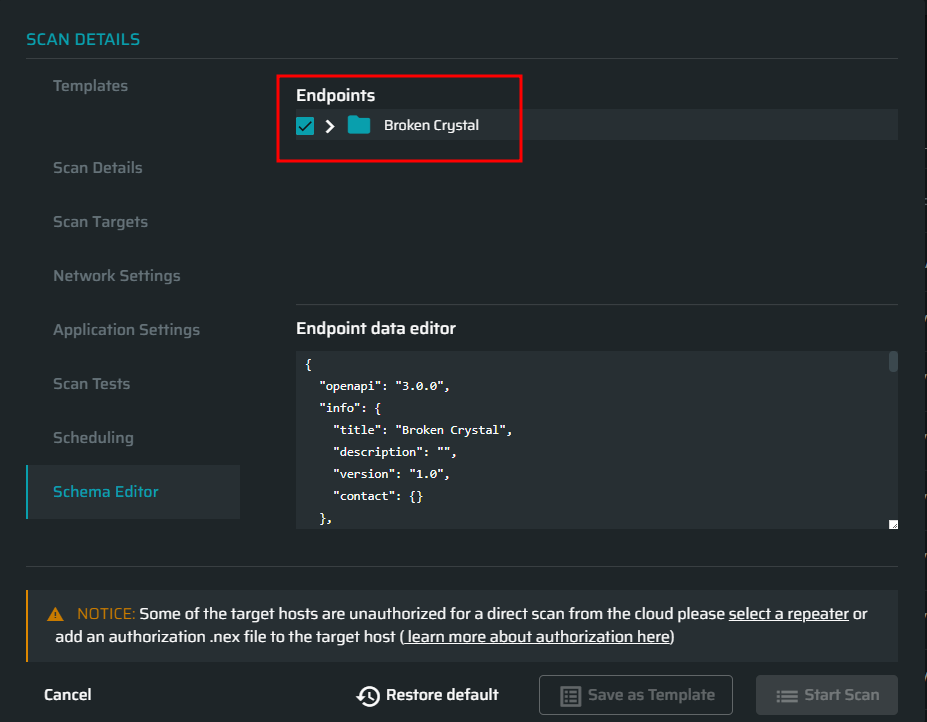 SCAN DETAILS
Templates
Scan Details
Scan Targets
Network Settings
Application Settings
Scan Tests
Scheduling
Schema Editor
Endpoints
Broken Crystal
Endpoint data editor
{
"openapi": "3.0.0",
"info": {
"title": "Broken Crystal",
"description": "",
"version": "1.0",
"contact": {}
},
NOTICE: Some of the target hosts are unauthorized for a direct scan from the cloud please select a repeater or
add an authorization .nex file to the target host ( learn more about authorization here)
Cancel
Restore default
Save as Template
Start Scan